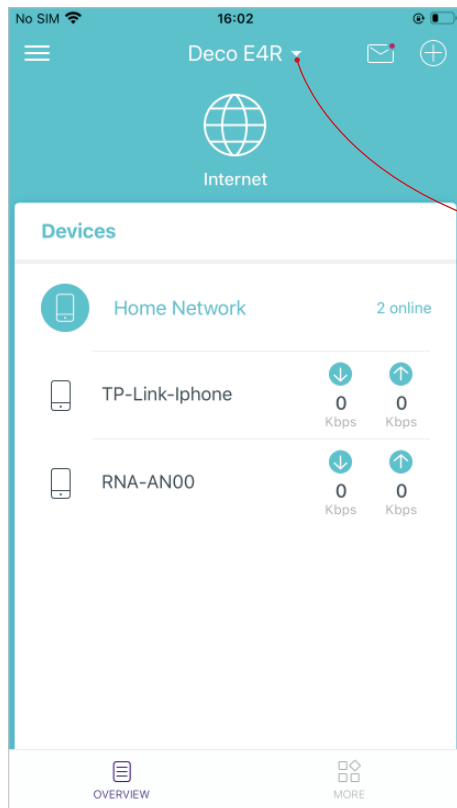 No SIM 16:02
Deco E4R
Internet
Devices
Home Network 2 online
TP-Link-Iphone 0 0
Kbps Kbps
RNA-AN00 0 0
Kbps Kbps
OVERVIEW MORE